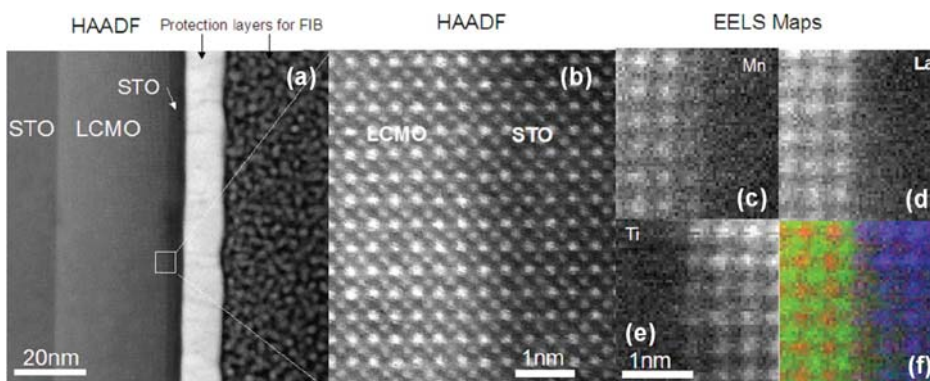 HAADF
Protection layers for FIB
HAADF
EELS Maps
(a)
STO
STO
LCMO
20nm
(b)
LCMO
STO
1nm
Mn
(c)
La
(d)
Ti
(e)
1nm
(f)